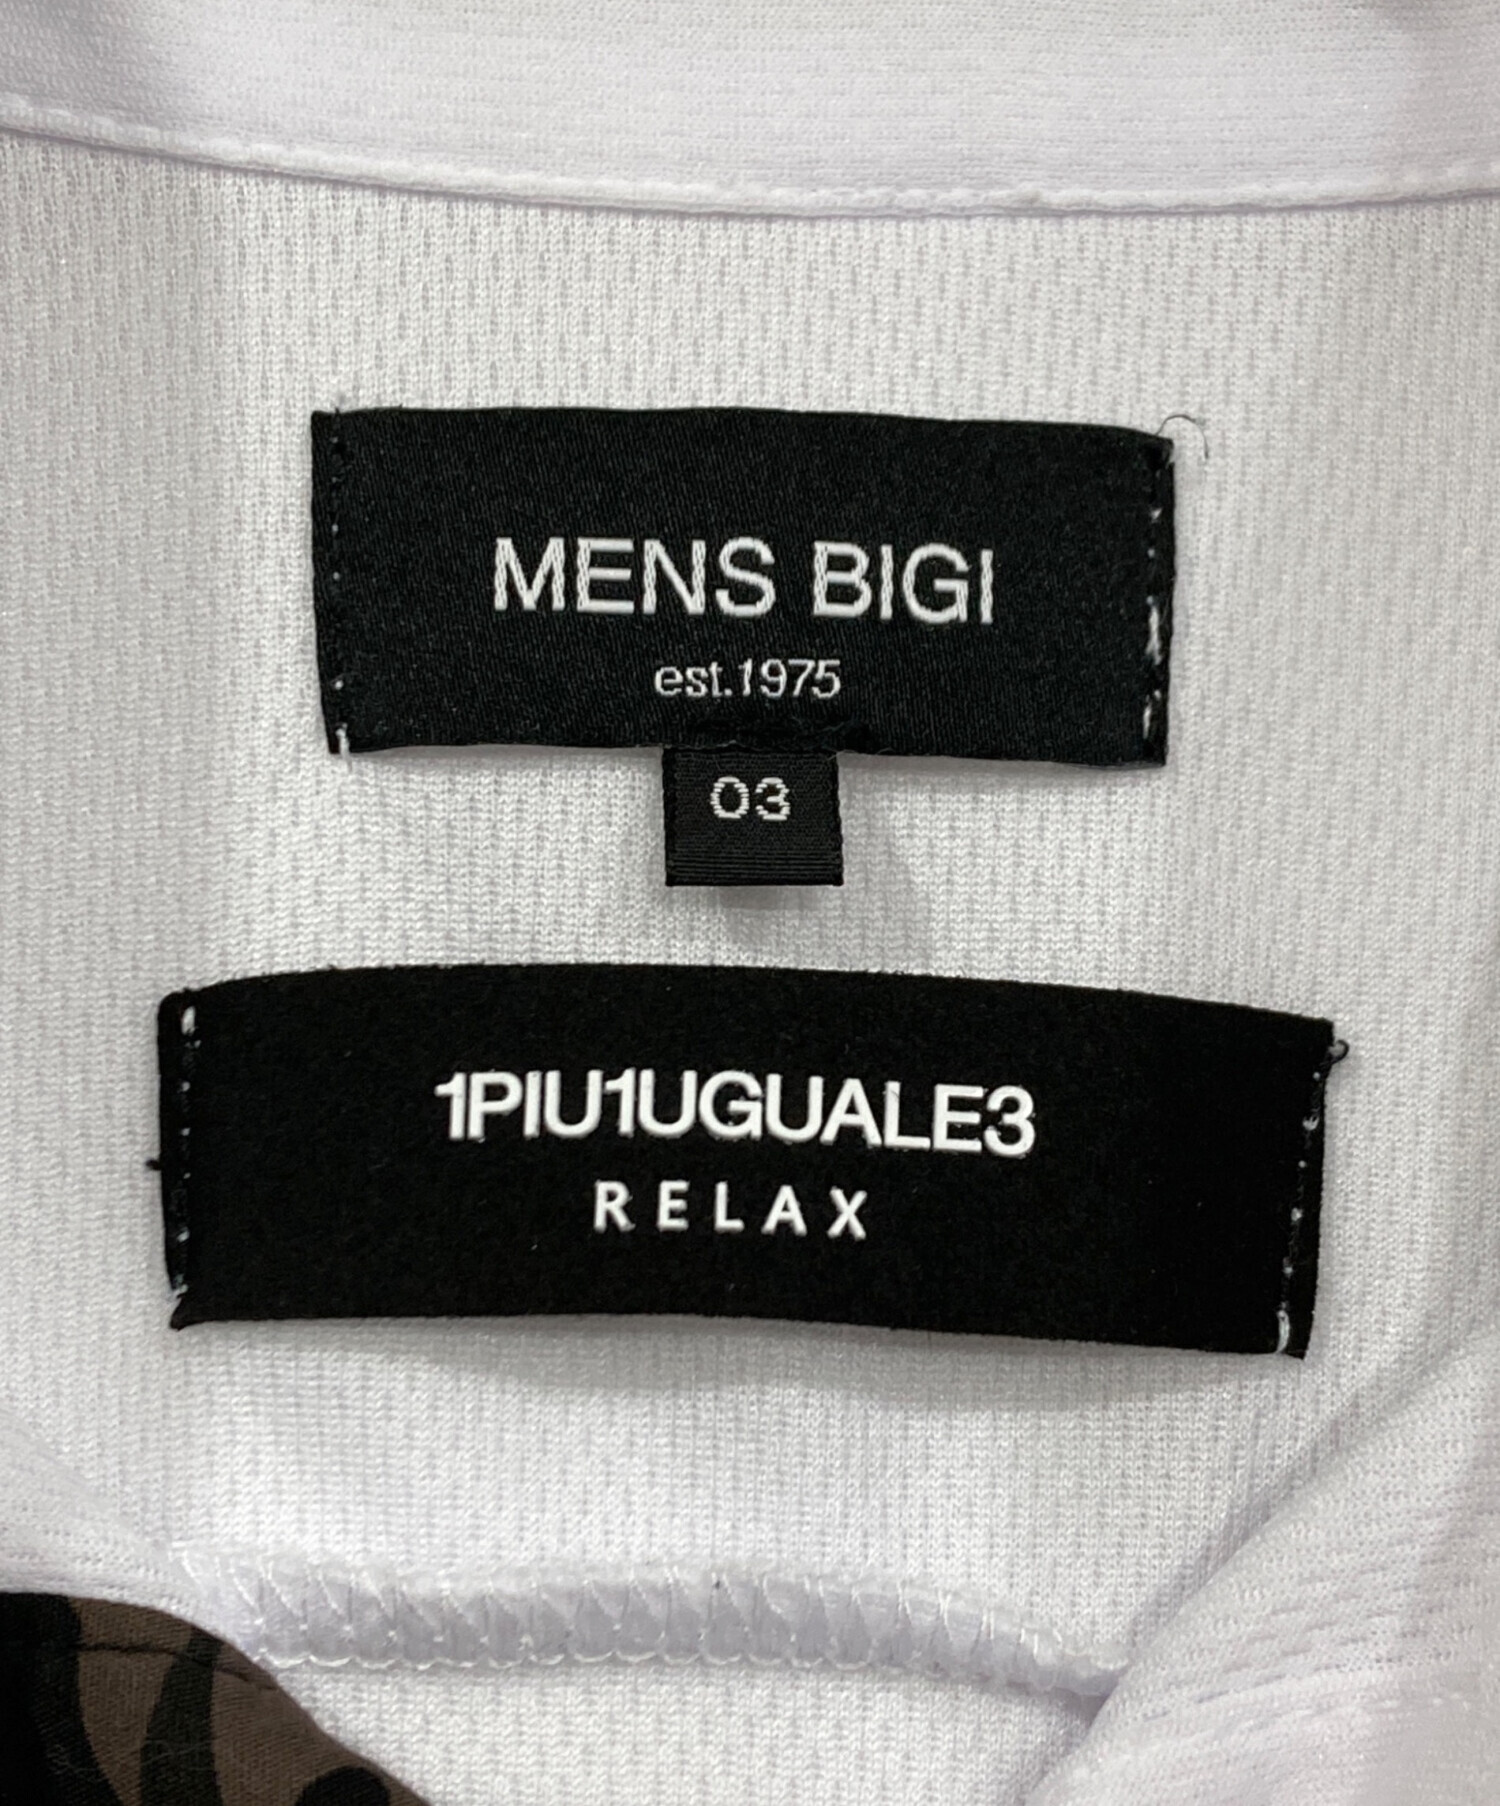 MENS BIGI
est.1975
03
1PIU1UGUALE3
RELAX